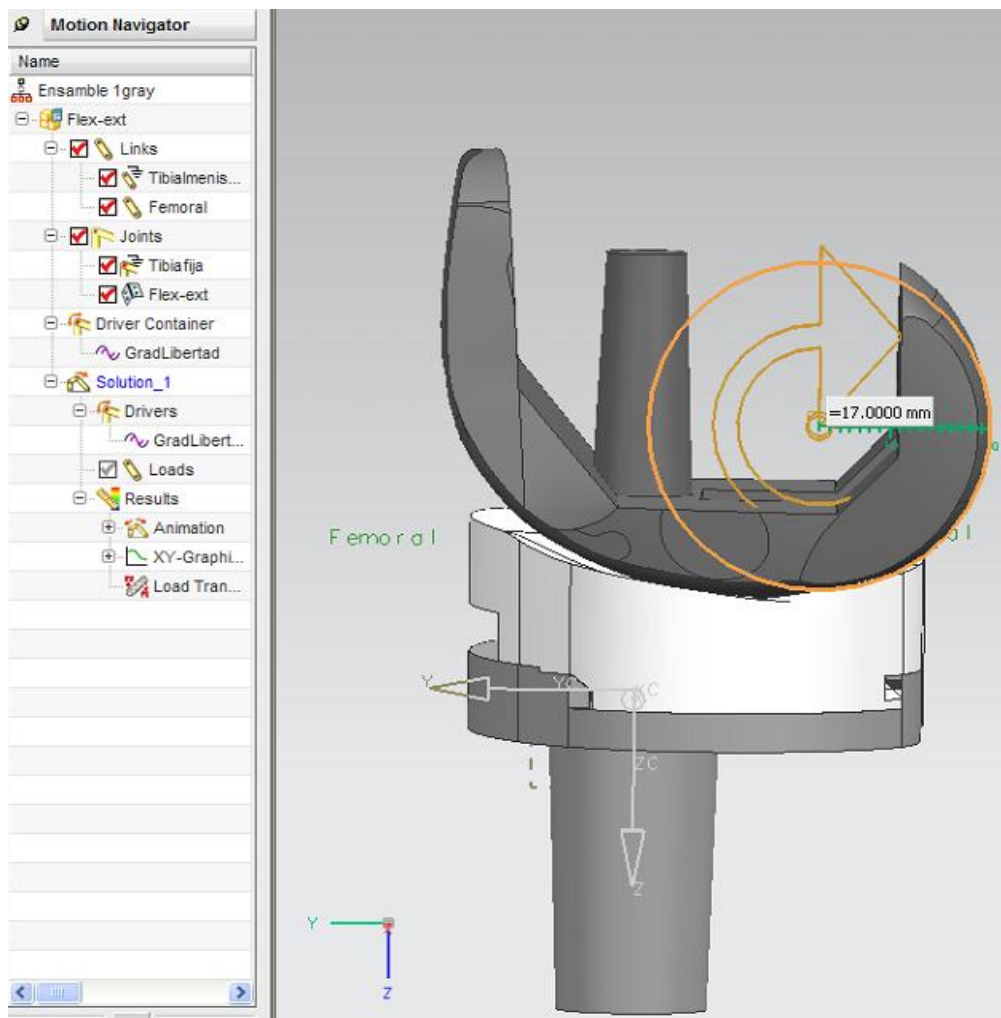 Motion Navigator
Name
Ensamble 1gray
Flex-ext
Links
Tibialmenis...
Femoral
Joints
Tibiafija
Flex-ext
Driver Container
GradLibertad
Solution_1
Drivers
GradLibert...
Loads
Results
Animation
XY-Graphi...
Load Tran...
=17.0000 mm
Femoral
al
Y
YC
XC
ZC
Z
Y
Z